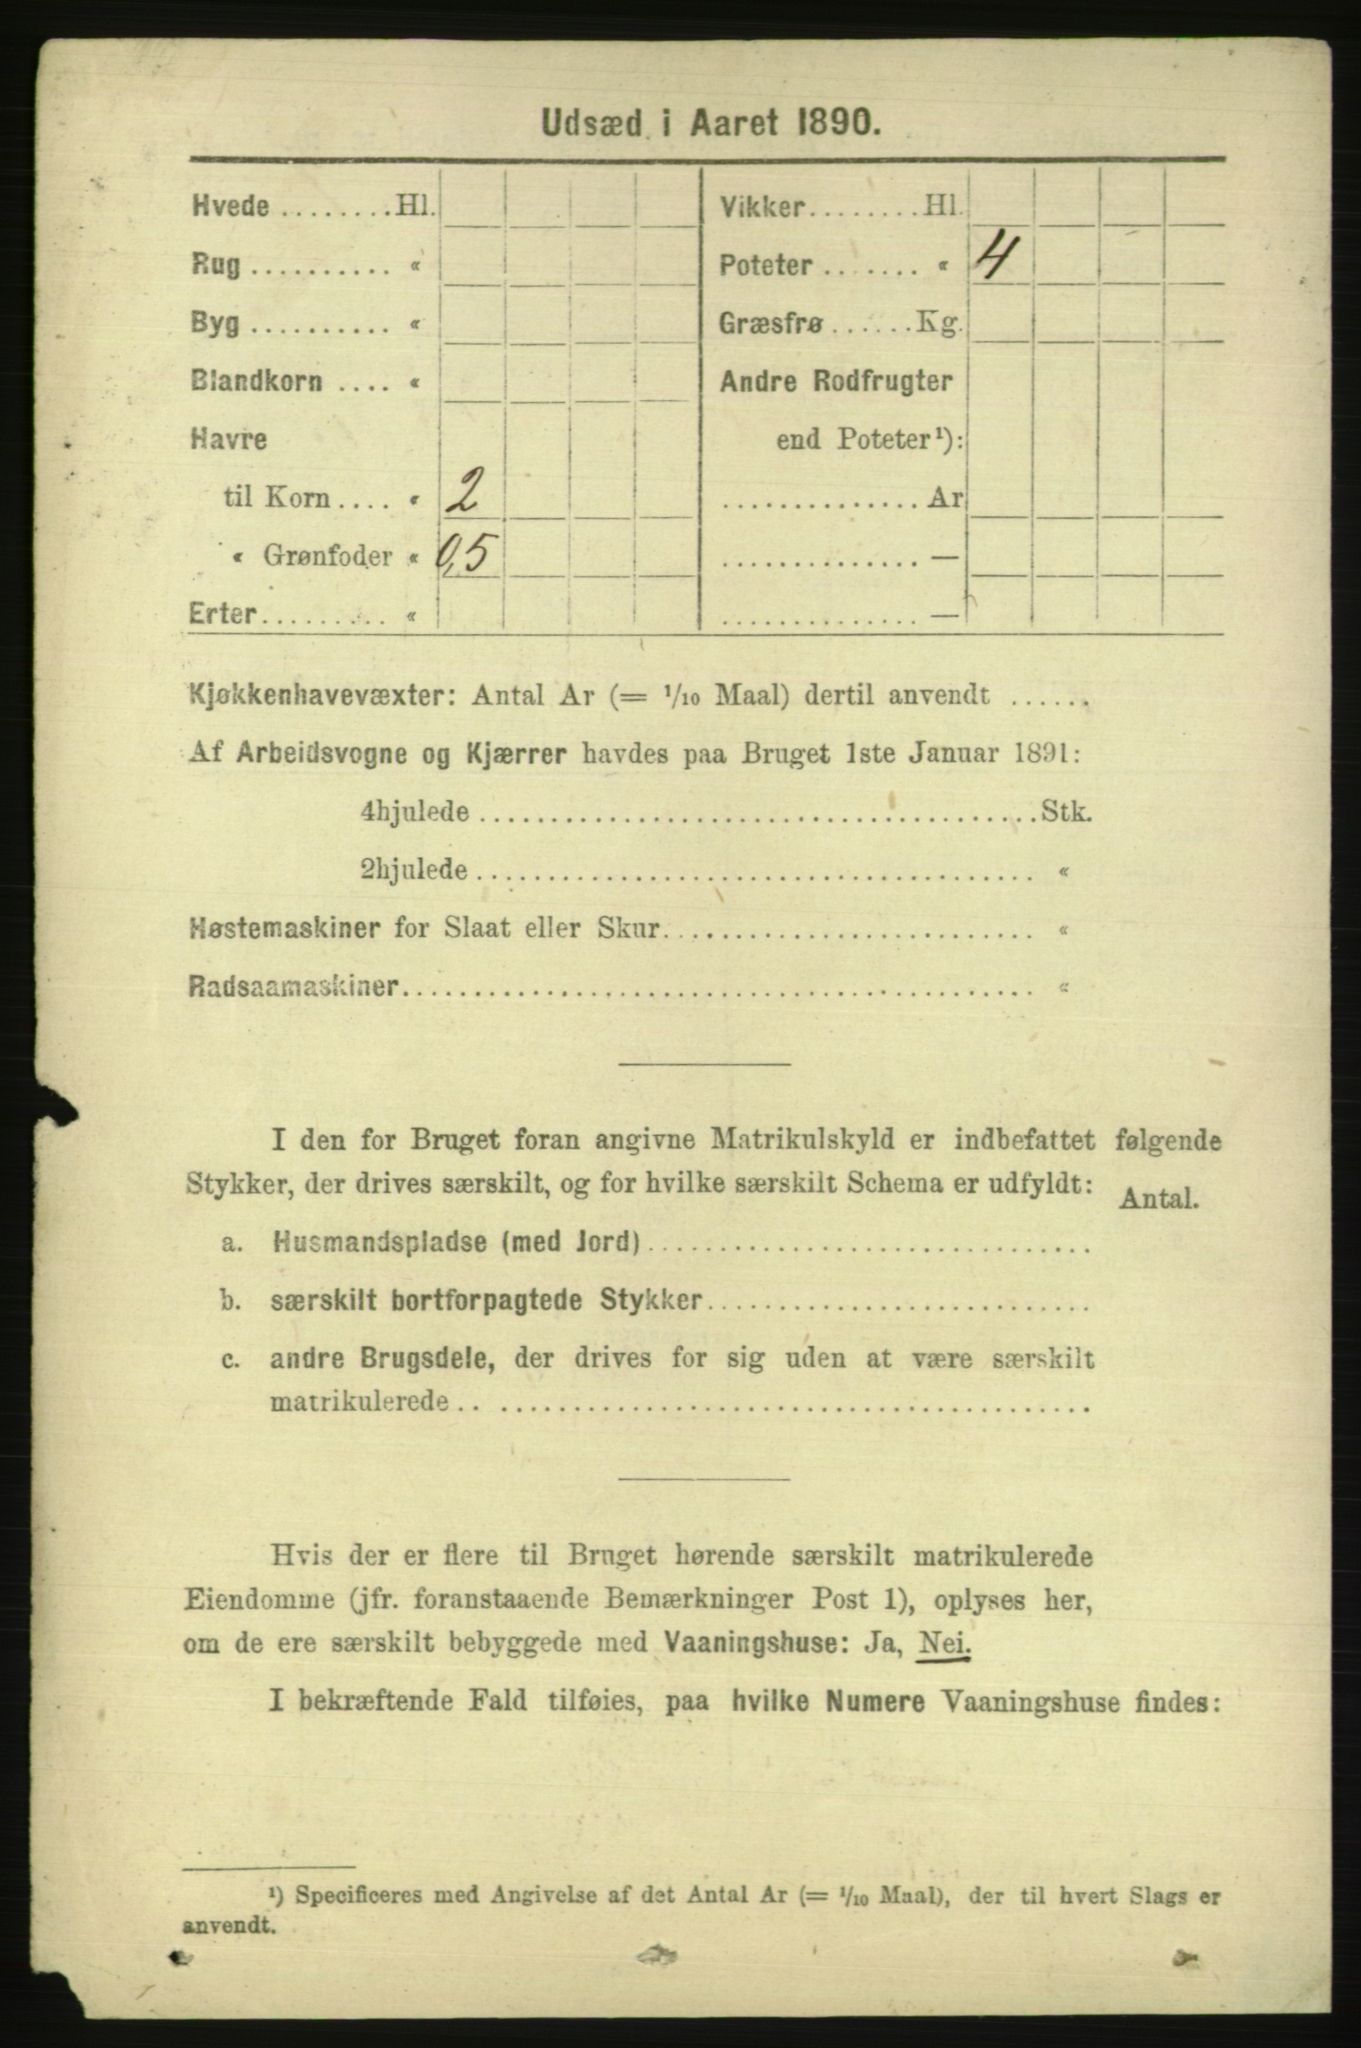 Udsæd i Aaret 1890.
Hvede ........ Hl.
Rug .......... «
Byg .......... «
Blandkorn .... «
Havre
til Korn .... « 2
« Grønfoder « 0,5
Erter ......... «
Vikker ........ Hl.
Poteter ....... « 4
Græsfrø ...... Kg.
Andre Rodfrugter
end Poteter¹):
.............. Ar
.............. —
.............. —
Kjøkkenhavevæxter: Antal Ar (= 1/10 Maal) dertil anvendt ......
Af Arbeidsvogne og Kjærrer havdes paa Bruget 1ste Januar 1891:
4hjulede ....................................... Stk.
2hjulede ....................................... «
Høstemaskiner for Slaat eller Skur.......................... «
Radsaamaskiner............................................ «
I den for Bruget foran angivne Matrikulskyld er indbefattet følgende
Stykker, der drives særskilt, og for hvilke særskilt Schema er udfyldt:
Antal.
a. Husmandspladse (med Jord)...............................
b. særskilt bortforpagtede Stykker...........................
c. andre Brugsdele, der drives for sig uden at være særskilt
matrikulerede .. .........................................
Hvis der er flere til Bruget hørende særskilt matrikulerede
Eiendomme (jfr. foranstaaende Bemærkninger Post 1), oplyses her,
om de ere særskilt bebyggede med Vaaningshuse: Ja, Nei.
I bekræftende Fald tilføies, paa hvilke Numere Vaaningshuse findes:
¹) Specificeres med Angivelse af det Antal Ar (= 1/10 Maal), der til hvert Slags er
anvendt.